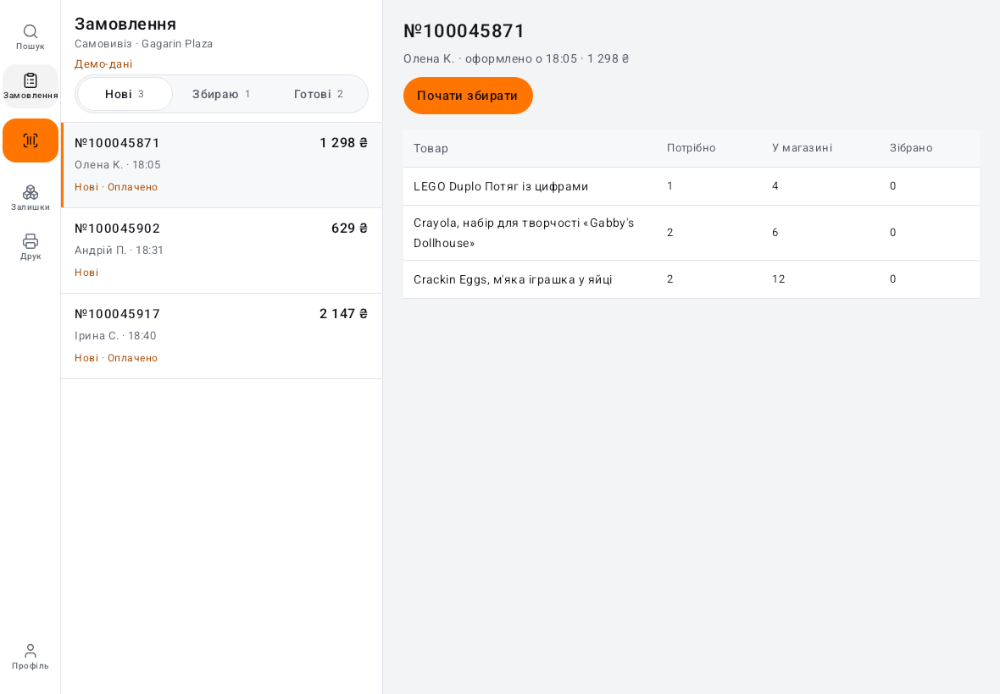 Пошук
Замовлення
Залишки
Друк
Профіль
Замовлення
Самовивіз · Gagarin Plaza
Демо-дані
Нові 3
Збираю 1
Готові 2
№100045871 1 298 ₴
Олена К. · 18:05
Нові · Оплачено
№100045902 629 ₴
Андрій П. · 18:31
Нові
№100045917 2 147 ₴
Ірина С. · 18:40
Нові · Оплачено
№100045871
Олена К. · оформлено о 18:05 · 1 298 ₴
Почати збирати
Товар Потрібно У магазині Зібрано
LEGO Duplo Потяг із цифрами 1 4 0
Crayola, набір для творчості «Gabby's
Dollhouse» 2 6 0
Crackin Eggs, м'яка іграшка у яйці 2 12 0